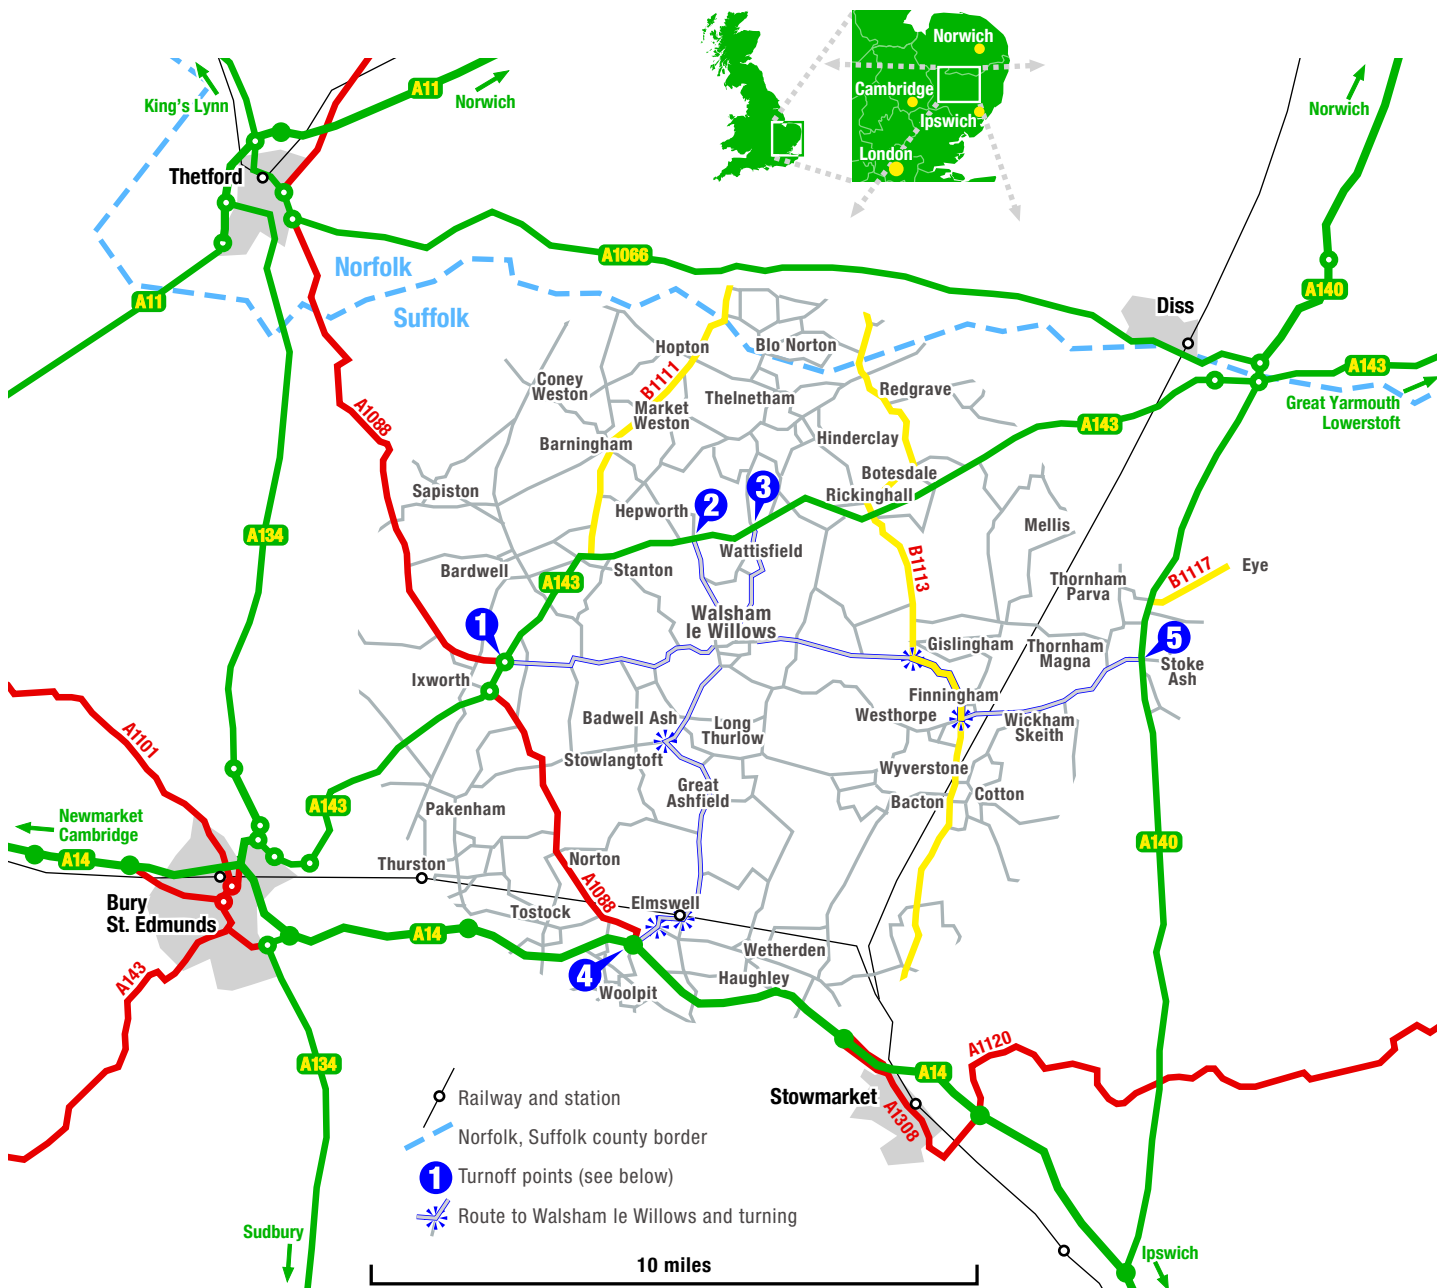 Norwich
Cambridge
Ipswich
London
King's Lynn
A11
Norwich
Norwich
Thetford
A1066
Norfolk
Suffolk
A11
A140
Diss
A143
Great Yarmouth
Lowerstoft
Hopton
Blo Norton
B1111
Coney
Weston
Thelnetham
Redgrave
A1088
Market
Weston
A143
Barningham
Hinderclay
Botesdale
Rickinghall
Sapiston
3
2
Hepworth
Mellis
A134
Wattisfield
B1113
Bardwell
A143
Stanton
B1117
Eye
Thornham
Parva
Walsham
le Willows
1
Gislingham
Thornham
Magna
5
Stoke
Ash
Ixworth
Finningham
Westhorpe
Wickham
Skeith
Badwell Ash
Long
Thurlow
A1101
Stowlangtoft
Wyverstone
Great
Ashfield
Bacton
Cotton
A143
Pakenham
Newmarket
Cambridge
A14
A140
Thurston
Norton
A1088
Bury
St. Edmunds
Elmswell
Tostock
A14
Wetherden
A143
4
Haughley
Woolpit
A1120
A134
A14
Stowmarket
A1308
Railway and station
Norfolk, Suffolk county border
1
Turnoff points (see below)
Route to Walsham le Willows and turning
Sudbury
Ipswich
10 miles